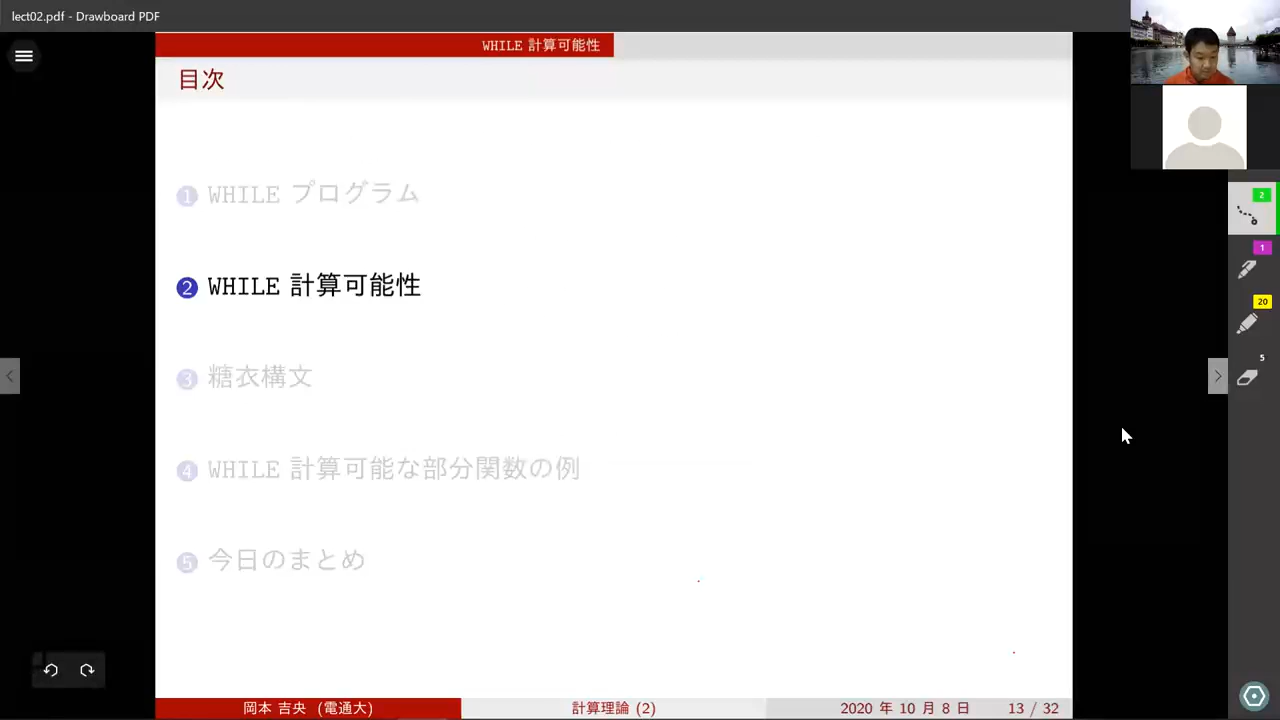 lect02.pdf - Drawboard PDF
WHILE 計算可能性
目次
1 WHILE プログラム
2 WHILE 計算可能性
3 糖衣構文
4 WHILE 計算可能な部分関数の例
5 今日のまとめ
2
1
20
5
岡本 吉央 (電通大) 計算理論 (2) 2020 年 10 月 8 日 13 / 32